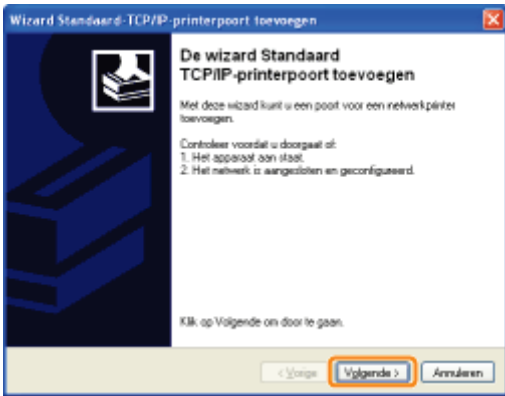 Wizard Standaard-TCP/IP-printerpoort toevoegen
De wizard Standaard
TCP/IP-printerpoort toevoegen
Met deze wizard kunt u een poort voor een netwerkprinter
toevoegen.
Controleer voordat u doorgaat of:
1. Het apparaat aan staat.
2. Het netwerk is aangesloten en geconfigureerd.
Klik op Volgende om door te gaan.
< Vorige
Volgende >
Annuleren